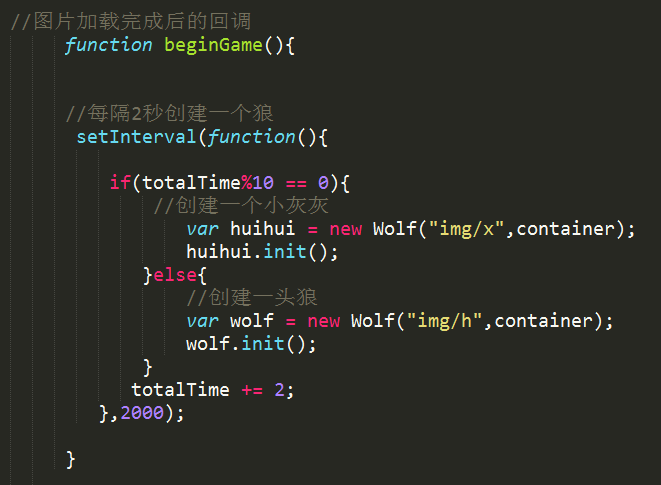 //图片加载完成后的回调
function beginGame(){
//每隔2秒创建一个狼
setInterval(function(){
if(totalTime%10 == 0){
//创建一个小灰灰
var huihui = new Wolf("img/x",container);
huihui.init();
}else{
//创建一头狼
var wolf = new Wolf("img/h",container);
wolf.init();
}
totalTime += 2;
},2000);
}